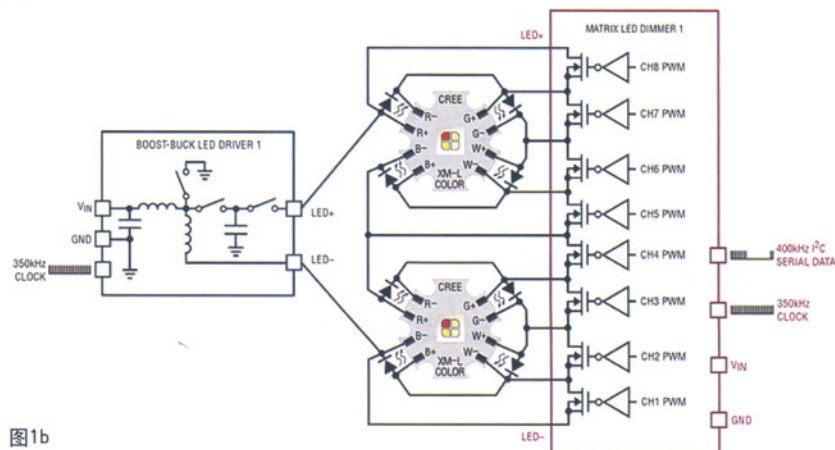 MATRIX LED DIMMER 1
LED+
CH8 PWM
CREE
R−
R+
B−
B+
G+
G−
W+
W−
XM-L
COLOR
CH7 PWM
CH6 PWM
CH5 PWM
BOOST-BUCK LED DRIVER 1
VIN
GND
350kHz
CLOCK
LED+
LED−
CH4 PWM
400kHz I²C
SERIAL DATA
CREE
R−
R+
B−
B+
G+
G−
W+
W−
XM-L
COLOR
CH3 PWM
350kHz
CLOCK
CH2 PWM
VIN
CH1 PWM
GND
LED−
图1b